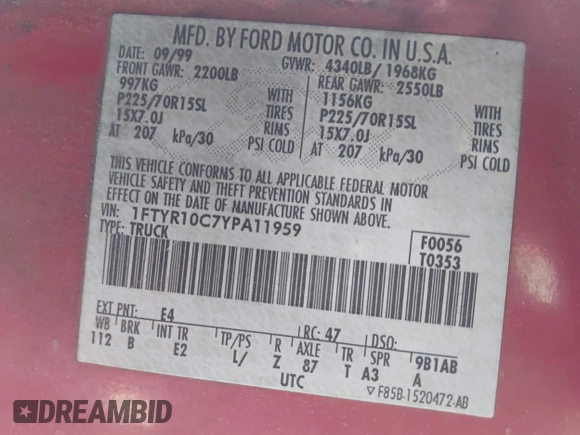 MFD. BY FORD MOTOR CO. IN U.S.A.
DATE: 09/99 GVWR: 4340LB/ 1968KG
FRONT GAWR: 2200LB REAR GAWR: 2550LB
997KG WITH 1156KG WITH
P225/70R15SL TIRES P225/70R15SL TIRES
15X7.0J RIMS 15X7.0J RIMS
AT 207 kPa/30 PSI COLD AT 207 kPa/30 PSI COLD
THIS VEHICLE CONFORMS TO ALL APPLICABLE FEDERAL MOTOR
VEHICLE SAFETY AND THEFT PREVENTION STANDARDS IN
EFFECT ON THE DATE OF MANUFACTURE SHOWN ABOVE.
VIN: 1FTYR10C7YPA11959 F0056
TYPE: TRUCK T0353
EXT PNT: E4 RC: 47 DSO:
WB BRK INT TR TP/PS R AXLE TR SPR 9B1AB
112 B E2 L/ Z 87 T A3 A
UTC ▽F85B-1520472-AB
DREAMBID